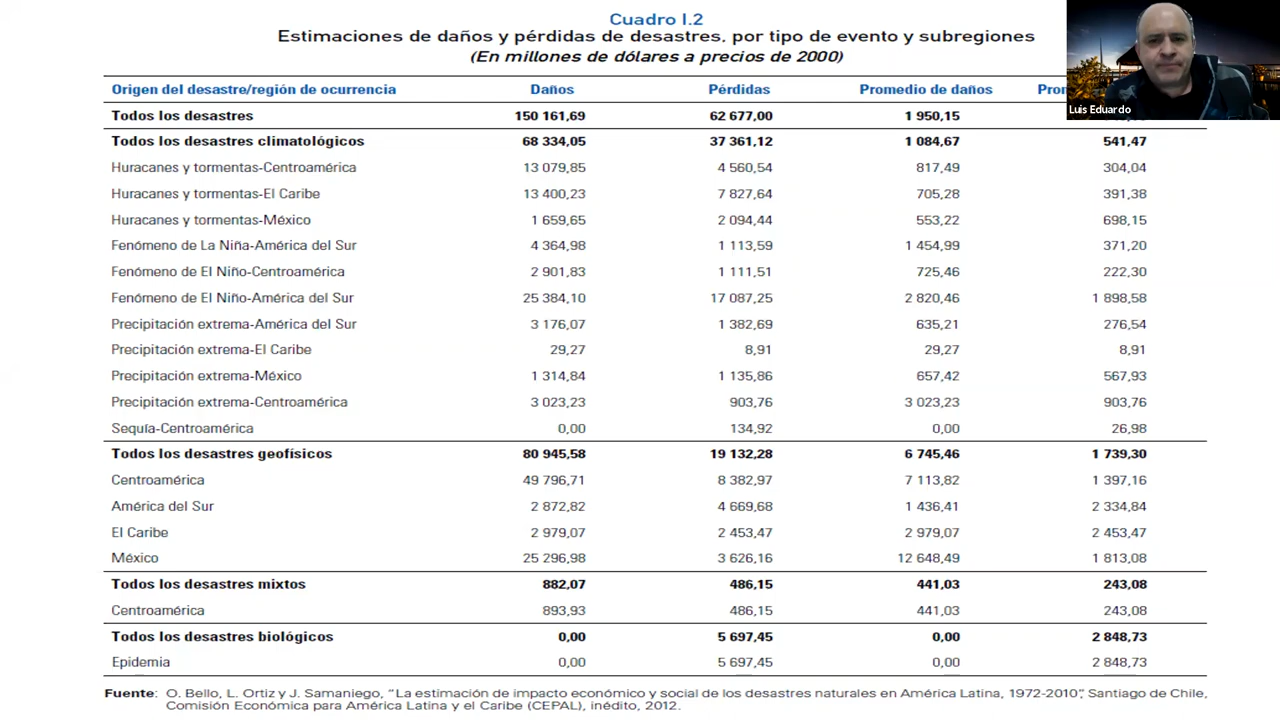 Cuadro I.2
Estimaciones de daños y pérdidas de desastres, por tipo de evento y subregiones
(En millones de dólares a precios de 2000)
Origen del desastre/región de ocurrencia Daños Pérdidas Promedio de daños
Luis Eduardo
Todos los desastres 150 161,69 62 677,00 1 950,15
Todos los desastres climatológicos 68 334,05 37 361,12 1 084,67 541,47
Huracanes y tormentas-Centroamérica 13 079,85 4 560,54 817,49 304,04
Huracanes y tormentas-El Caribe 13 400,23 7 827,64 705,28 391,38
Huracanes y tormentas-México 1 659,65 2 094,44 553,22 698,15
Fenómeno de La Niña-América del Sur 4 364,98 1 113,59 1 454,99 371,20
Fenómeno de El Niño-Centroamérica 2 901,83 1 111,51 725,46 222,30
Fenómeno de El Niño-América del Sur 25 384,10 17 087,25 2 820,46 1 898,58
Precipitación extrema-América del Sur 3 176,07 1 382,69 635,21 276,54
Precipitación extrema-El Caribe 29,27 8,91 29,27 8,91
Precipitación extrema-México 1 314,84 1 135,86 657,42 567,93
Precipitación extrema-Centroamérica 3 023,23 903,76 3 023,23 903,76
Sequía-Centroamérica 0,00 134,92 0,00 26,98
Todos los desastres geofísicos 80 945,58 19 132,28 6 745,46 1 739,30
Centroamérica 49 796,71 8 382,97 7 113,82 1 397,16
América del Sur 2 872,82 4 669,68 1 436,41 2 334,84
El Caribe 2 979,07 2 453,47 2 979,07 2 453,47
México 25 296,98 3 626,16 12 648,49 1 813,08
Todos los desastres mixtos 882,07 486,15 441,03 243,08
Centroamérica 893,93 486,15 441,03 243,08
Todos los desastres biológicos 0,00 5 697,45 0,00 2 848,73
Epidemia 0,00 5 697,45 0,00 2 848,73
Fuente: O. Bello, L. Ortiz y J. Samaniego, "La estimación de impacto económico y social de los desastres naturales en América Latina, 1972-2010", Santiago de Chile,
Comisión Económica para América Latina y el Caribe (CEPAL), inédito, 2012.